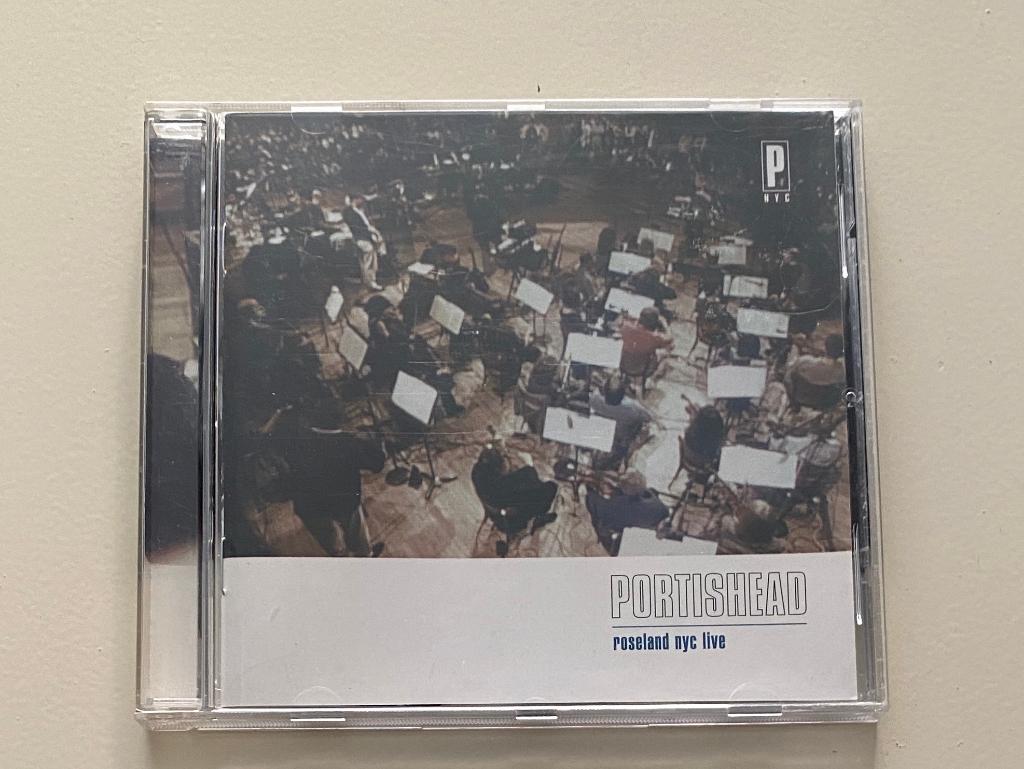 P
NYC
PORTISHEAD
roseland nyc live